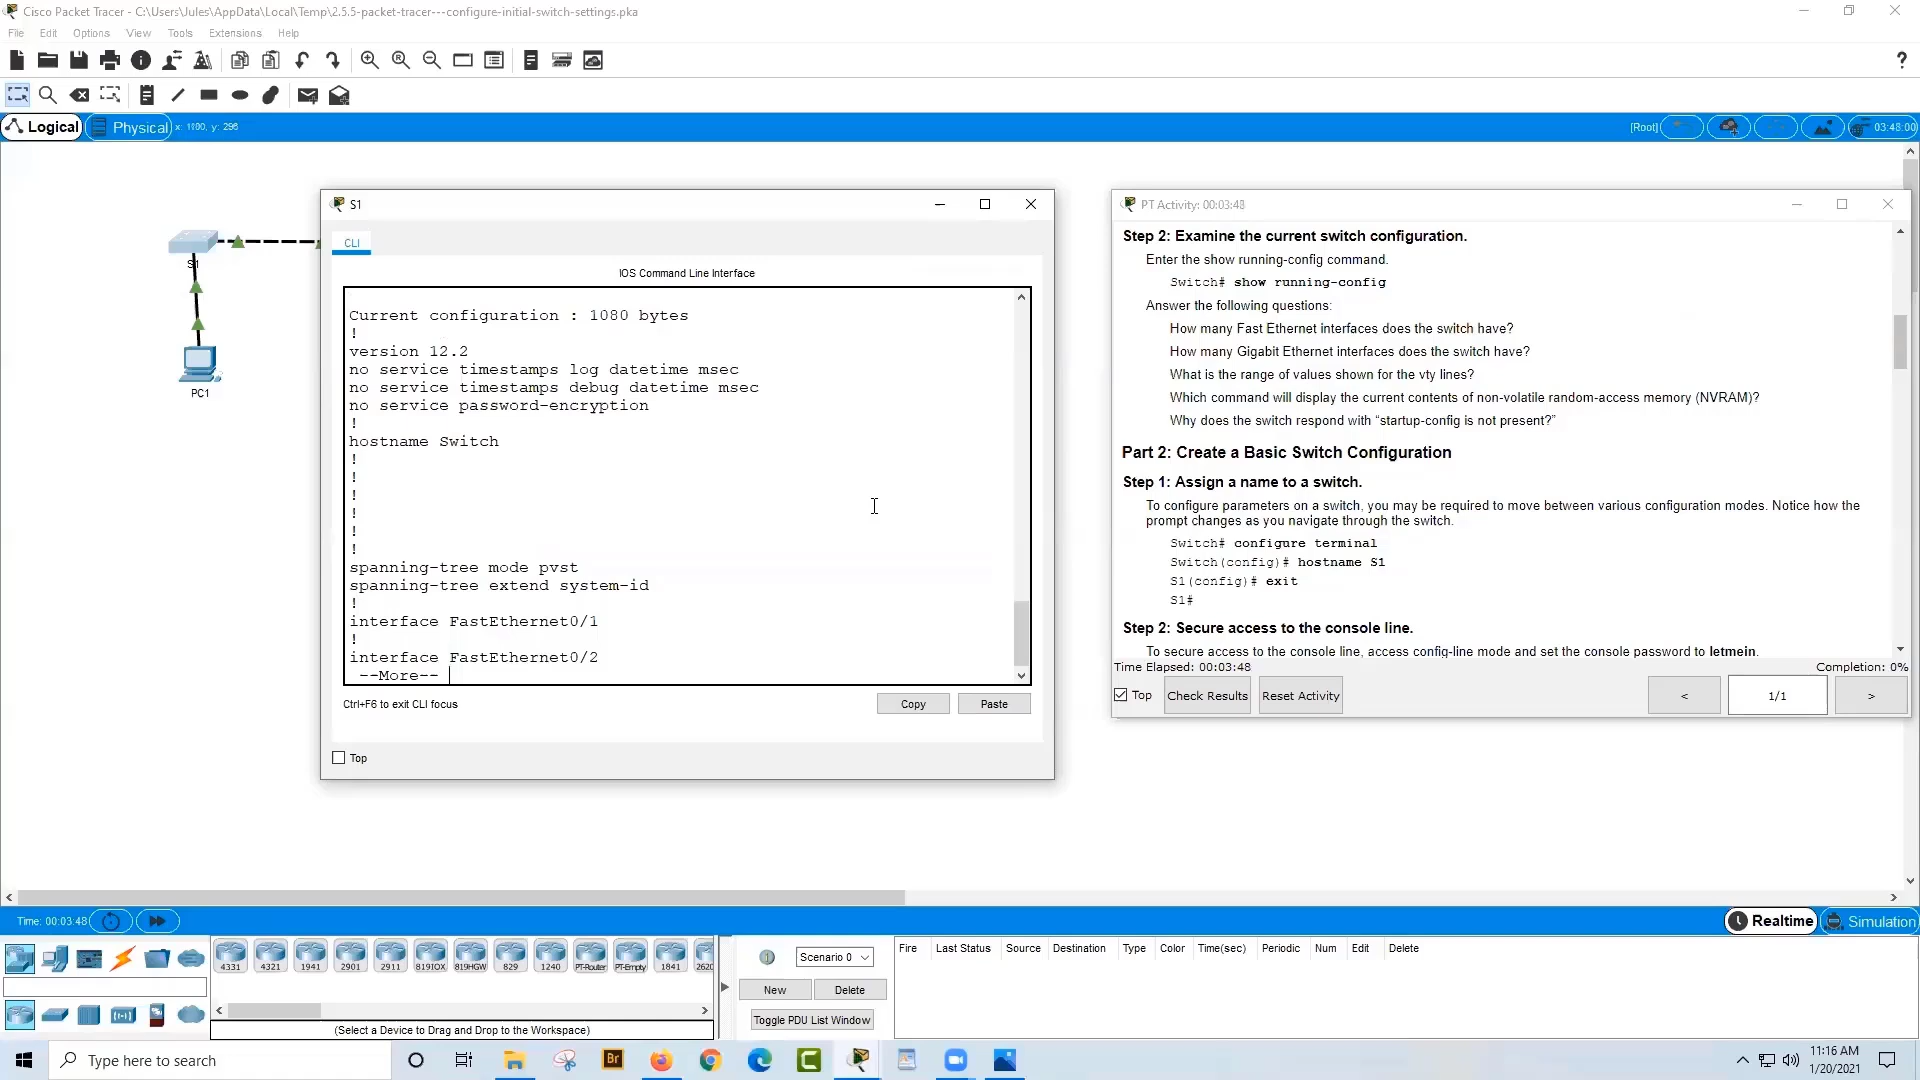 Cisco Packet Tracer - C:\Users\Jules\AppData\Local\Temp\2.5.5-packet-tracer---configure-initial-switch-settings.pka
File Edit Options View Tools Extensions Help
Logical Physical x: 1100, y: 296 [Root] 03:48:00
S1
PC1
S1
CLI
IOS Command Line Interface
Current configuration : 1080 bytes
!
version 12.2
no service timestamps log datetime msec
no service timestamps debug datetime msec
no service password-encryption
!
hostname Switch
!
!
!
!
!
!
spanning-tree mode pvst
spanning-tree extend system-id
!
interface FastEthernet0/1
!
interface FastEthernet0/2
--More--
Ctrl+F6 to exit CLI focus
Copy Paste
Top
PT Activity: 00:03:48
Step 2: Examine the current switch configuration.
Enter the show running-config command.
Switch# show running-config
Answer the following questions:
How many Fast Ethernet interfaces does the switch have?
How many Gigabit Ethernet interfaces does the switch have?
What is the range of values shown for the vty lines?
Which command will display the current contents of non-volatile random-access memory (NVRAM)?
Why does the switch respond with “startup-config is not present?”
Part 2: Create a Basic Switch Configuration
Step 1: Assign a name to a switch.
To configure parameters on a switch, you may be required to move between various configuration modes. Notice how the
prompt changes as you navigate through the switch.
Switch# configure terminal
Switch(config)# hostname S1
S1(config)# exit
S1#
Step 2: Secure access to the console line.
To secure access to the console line, access config-line mode and set the console password to letmein.
Time Elapsed: 00:03:48 Completion: 0%
Top Check Results Reset Activity < 1/1 >
Time: 00:03:48 Realtime Simulation
4331 4321 1941 2901 2911 819IOX 819HGW 829 1240 PT-Router PT-Empty 1841 2620
(Select a Device to Drag and Drop to the Workspace)
Scenario 0
New Delete
Toggle PDU List Window
Fire Last Status Source Destination Type Color Time(sec) Periodic Num Edit Delete
Type here to search
Br
11:16 AM
1/20/2021